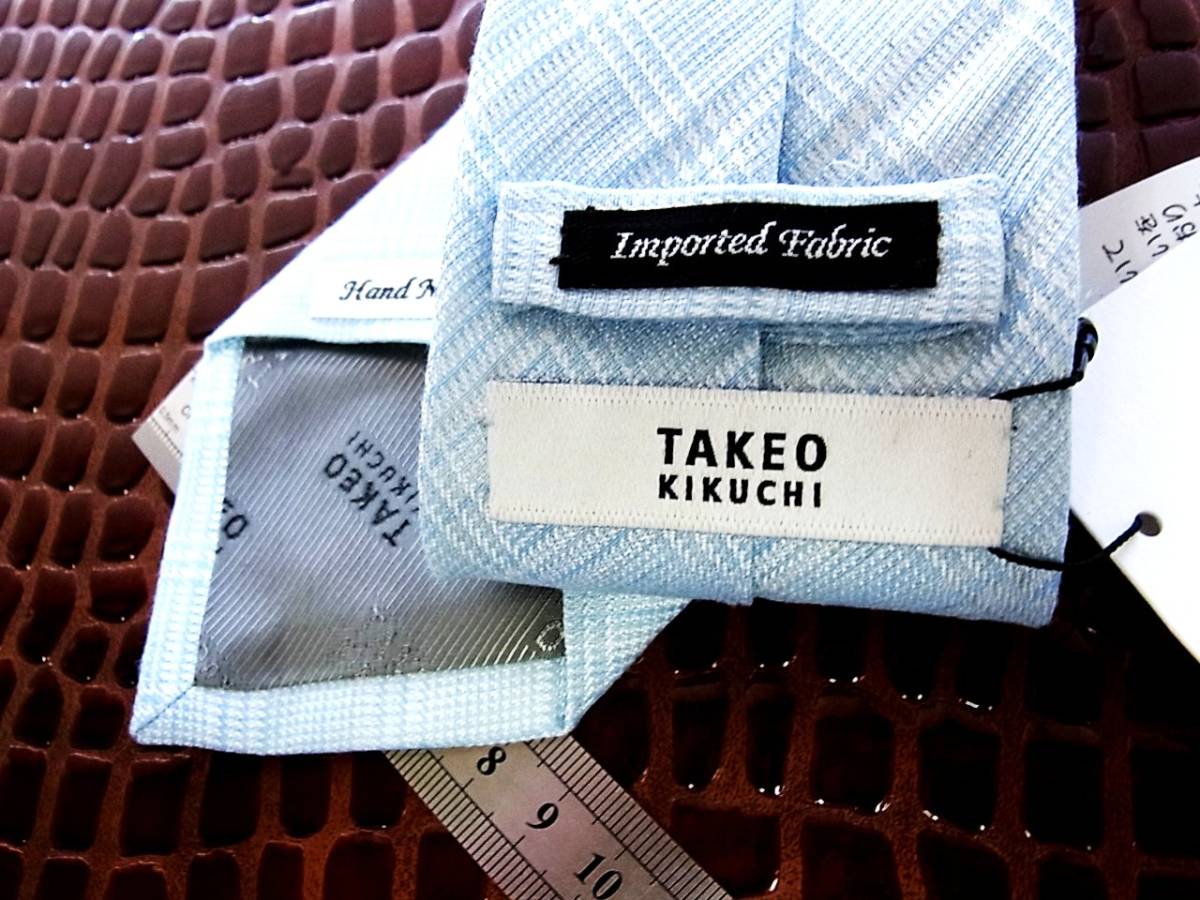 Imported Fabric
Hand
TAKEO
KIKUCHI
TAKEO
KIKUCHI
8
9
10